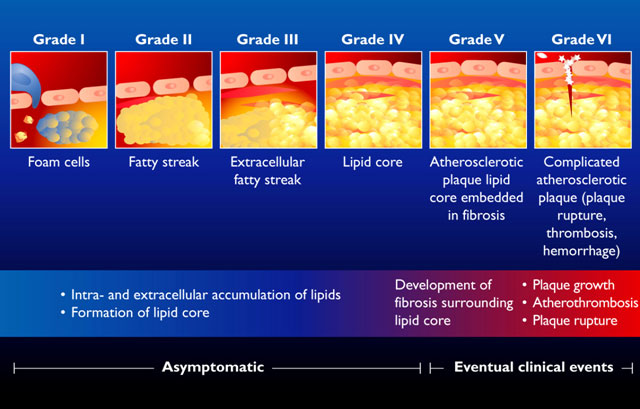 Grade I
Grade II
Grade III
Grade IV
Grade V
Grade VI
Foam cells
Fatty streak
Extracellular
fatty streak
Lipid core
Atherosclerotic
plaque lipid
core embedded
in fibrosis
Complicated
atherosclerotic
plaque (plaque
rupture,
thrombosis,
hemorrhage)
• Intra- and extracellular accumulation of lipids
• Formation of lipid core
Development of
fibrosis surrounding
lipid core
• Plaque growth
• Atherothrombosis
• Plaque rupture
Asymptomatic
Eventual clinical events